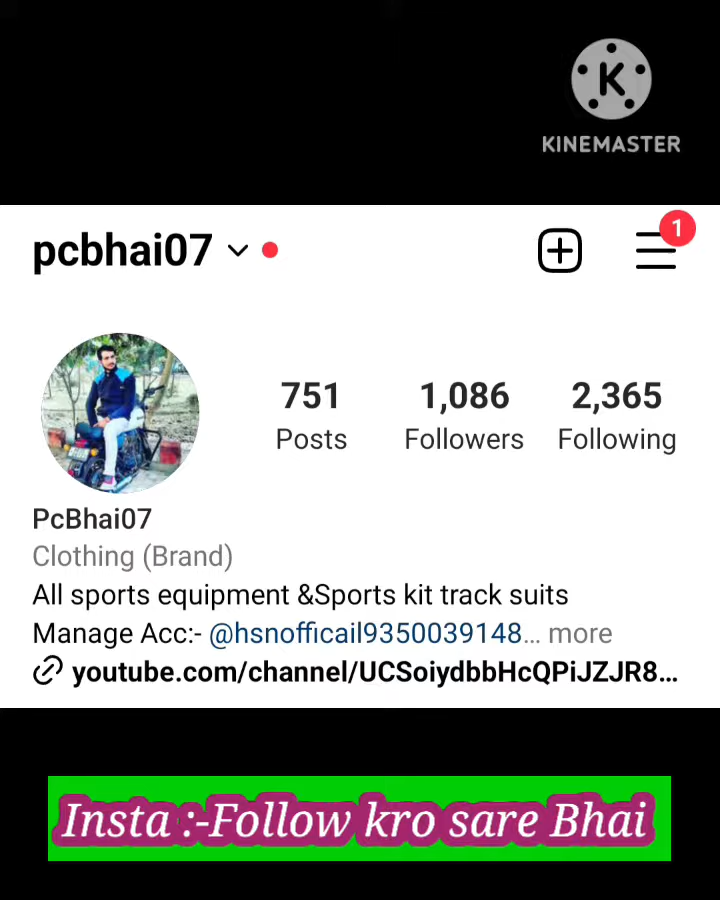 K
KINEMASTER
pcbhai07
1
751 1,086 2,365
Posts Followers Following
PcBhai07
Clothing (Brand)
All sports equipment &Sports kit track suits
Manage Acc:- @hsnofficail9350039148... more
youtube.com/channel/UCSoiydbbHcQPiJZJR8...
Insta :-Follow kro sare Bhai